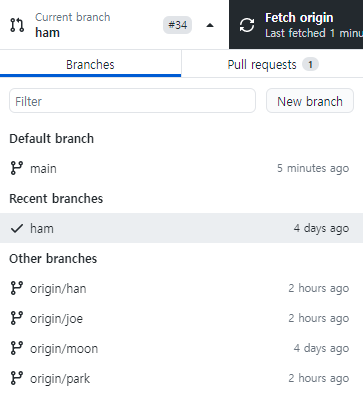 Current branch
ham
#34
Fetch origin
Last fetched 1 minu
Branches
Pull requests 1
Filter
New branch
Default branch
main 5 minutes ago
Recent branches
ham 4 days ago
Other branches
origin/han 2 hours ago
origin/joe 2 hours ago
origin/moon 4 days ago
origin/park 2 hours ago